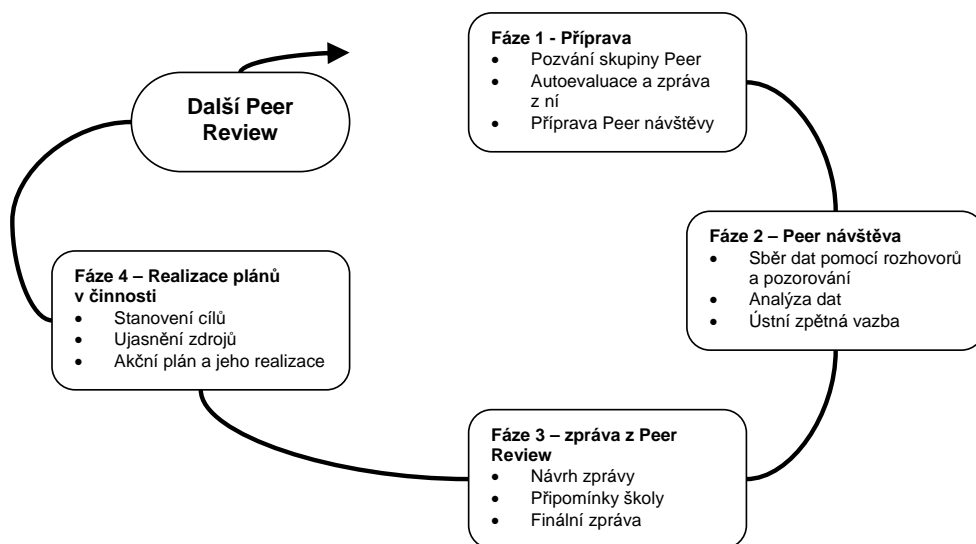 Fáze 1 - Příprava
• Pozvání skupiny Peer
• Autoevaluace a zpráva
z ní
• Příprava Peer návštěvy
Další Peer
Review
Fáze 2 – Peer návštěva
• Sběr dat pomocí rozhovorů
a pozorování
• Analýza dat
• Ústní zpětná vazba
Fáze 4 – Realizace plánů
v činnosti
• Stanovení cílů
• Ujasnění zdrojů
• Akční plán a jeho realizace
Fáze 3 – zpráva z Peer
Review
• Návrh zprávy
• Připomínky školy
• Finální zpráva